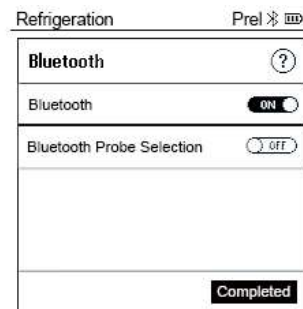 Refrigeration Prel
Bluetooth ?
Bluetooth ON
Bluetooth Probe Selection OFF
Completed